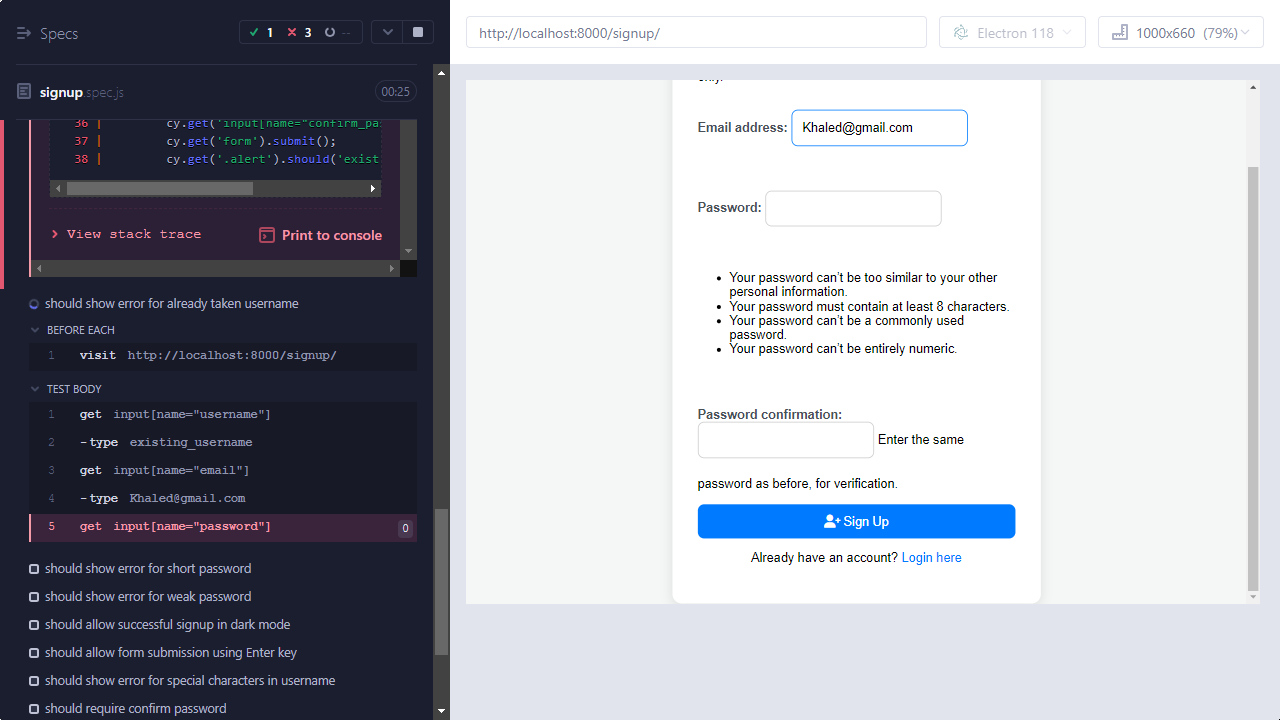 Specs
1
3
--
signup.spec.js
00:25
36 | cy.get('input[name="confirm_pa
37 | cy.get('form').submit();
38 | cy.get('.alert').should('exist
View stack trace
Print to console
should show error for already taken username
BEFORE EACH
1 visit http://localhost:8000/signup/
TEST BODY
1 get input[name="username"]
2 -type existing_username
3 get input[name="email"]
4 -type Khaled@gmail.com
5 get input[name="password"] 0
should show error for short password
should show error for weak password
should allow successful signup in dark mode
should allow form submission using Enter key
should show error for special characters in username
should require confirm password
http://localhost:8000/signup/
Electron 118
1000x660 (79%)
only.
Email address: Khaled@gmail.com
Password:
• Your password can't be too similar to your other
personal information.
• Your password must contain at least 8 characters.
• Your password can't be a commonly used
password.
• Your password can't be entirely numeric.
Password confirmation:
Enter the same
password as before, for verification.
Sign Up
Already have an account? Login here